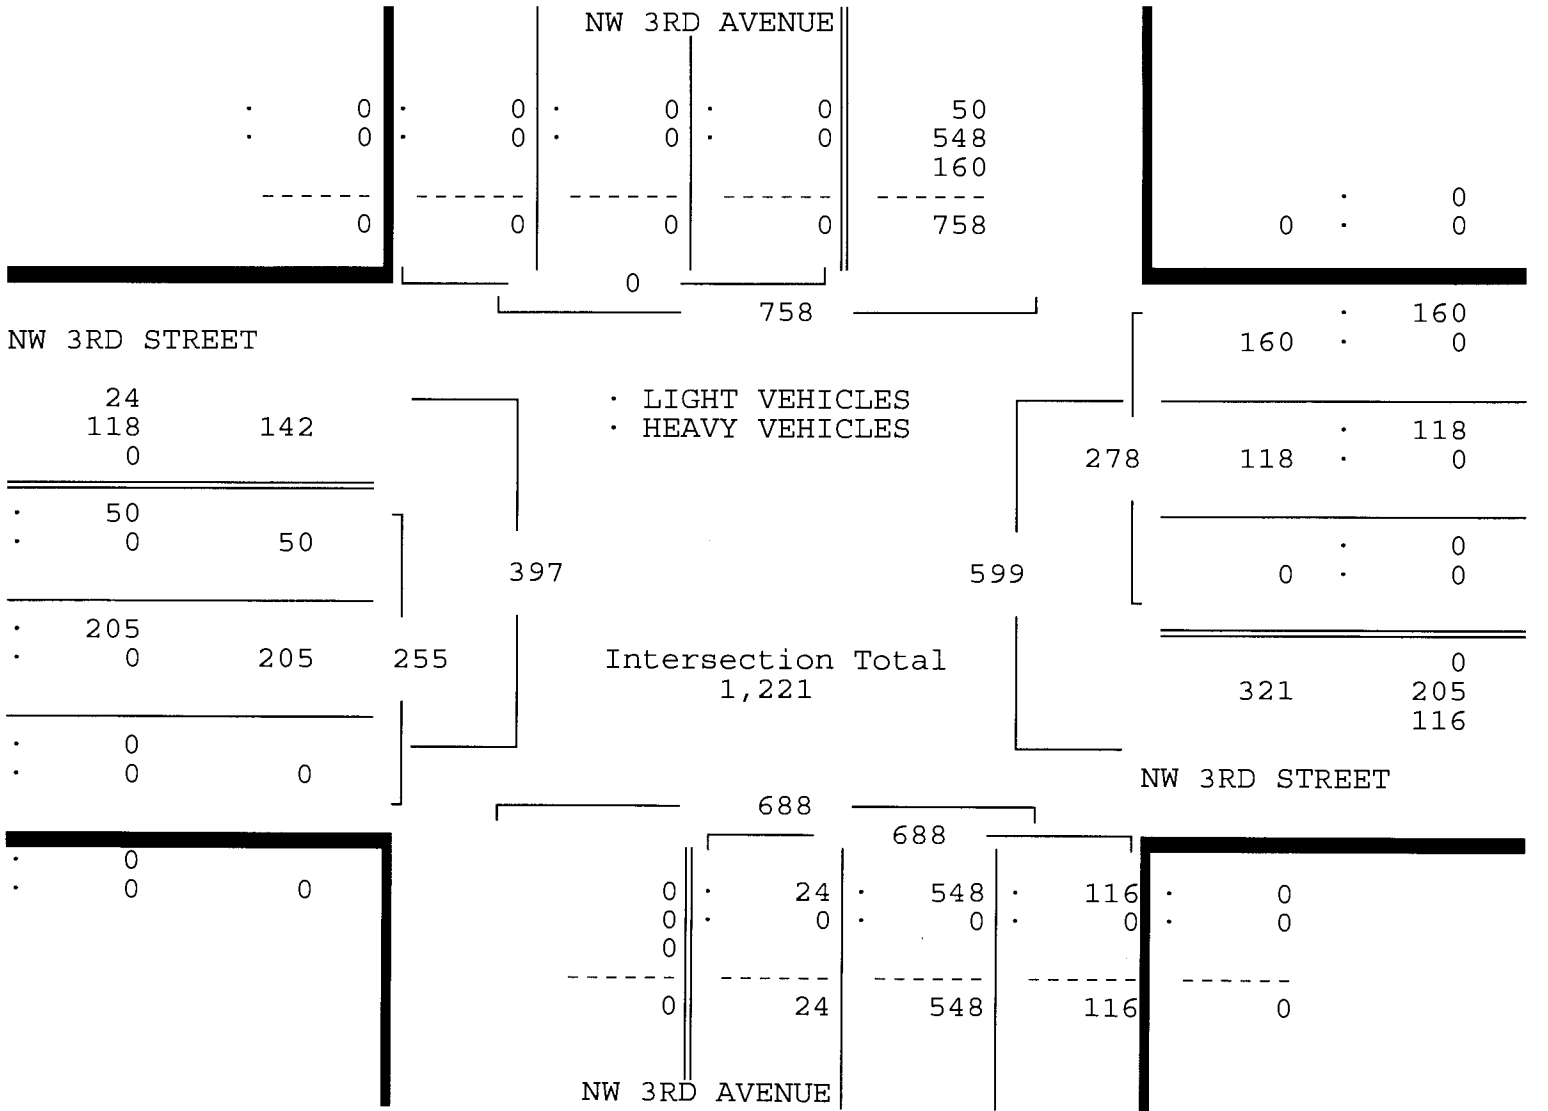 NW 3RD AVENUE
· 0 · 0 · 0 · 0 50
· 0 · 0 · 0 · 0 548
160
------ ------ ------ ------ ------
· 0
0 0 0 0 758
0 · 0
0
758
· 160
160 · 0
NW 3RD STREET
24
118 142
0
· LIGHT VEHICLES
· HEAVY VEHICLES
· 118
278 118 · 0
· 50
· 0 50
397
599
· 0
0 · 0
· 205
· 0 205 255
Intersection Total
1,221
0
321 205
116
· 0
· 0 0
NW 3RD STREET
688
688
· 0
· 0 0
0 · 24 · 548 · 116 · 0
0 · 0 · 0 · 0 · 0
0
------ ------ ------ ------ ------
0 24 548 116 0
NW 3RD AVENUE